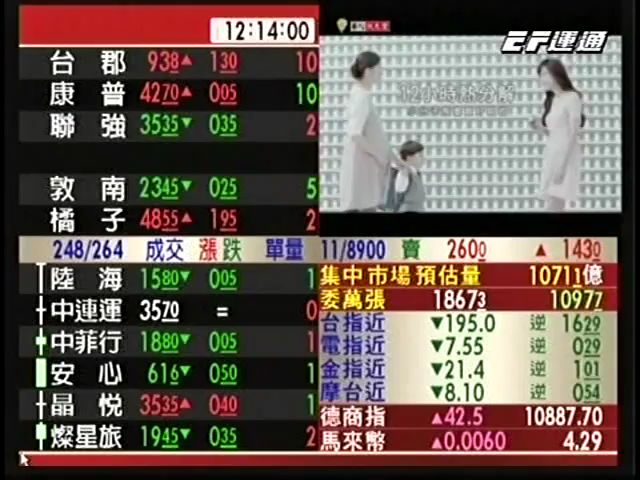 12:14:00
EF運通
台郡 938▲ 130 10
康普 4270▲ 005 10
聯強 3535▼ 035 2
12小時熱分解
敦南 2345▼ 025 5
橘子 4855▲ 195 2
248/264 成交 漲跌 單量
11/8900 賣 2600 ▲ 1430
陸海 1580▼ 005 1
集中市場預估量 10711億
中連運 3570 = 0
委萬張 18673 10977
台指近 ▼195.0 逆 1629
中菲行 1880▼ 005 1
電指近 ▼7.55 逆 029
安心 616▼ 050 1
金指近 ▼21.4 逆 101
摩台近 ▼8.10 逆 054
晶悦 3535▲ 040 1
德商指 ▲42.5 10887.70
燦星旅 1945▼ 035 2
馬來幣 ▲0.0060 4.29